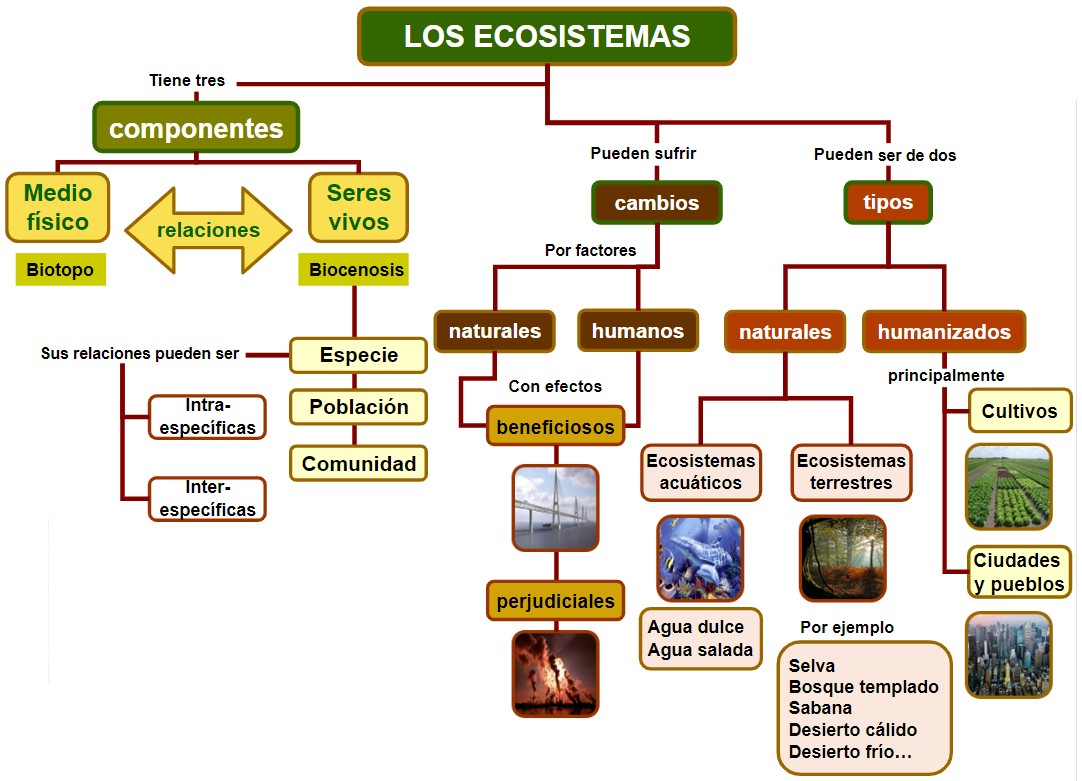 LOS ECOSISTEMAS
Tiene tres
componentes
Medio
físico
relaciones
Seres
vivos
Biotopo
Biocenosis
Sus relaciones pueden ser
Especie
Población
Comunidad
Intra-
específicas
Inter-
específicas
Pueden sufrir
cambios
Por factores
naturales
humanos
Con efectos
beneficiosos
perjudiciales
Pueden ser de dos
tipos
naturales
humanizados
Ecosistemas
acuáticos
Agua dulce
Agua salada
Ecosistemas
terrestres
Por ejemplo
Selva
Bosque templado
Sabana
Desierto cálido
Desierto frío…
principalmente
Cultivos
Ciudades
y pueblos